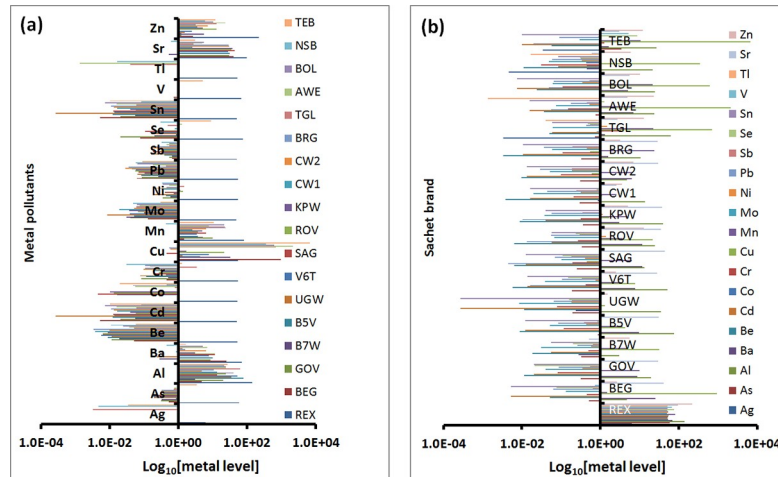 (a)
Metal pollutants
Zn
Sr
Tl
V
Sn
Se
Sb
Pb
Ni
Mo
Mn
Cu
Cr
Co
Cd
Be
Ba
Al
As
Ag
1.0E-04 1.0E-02 1.0E+00 1.0E+02 1.0E+04
Log10[metal level]
TEB
NSB
BOL
AWE
TGL
BRG
CW2
CW1
KPW
ROV
SAG
V6T
UGW
B5V
B7W
GOV
BEG
REX
(b)
Sachet brand
TEB
NSB
BOL
AWE
TGL
BRG
CW2
CW1
KPW
ROV
SAG
V6T
UGW
B5V
B7W
GOV
BEG
REX
1.0E-04 1.0E-02 1.0E+00 1.0E+02 1.0E+04
Log10[metal level]
Zn
Sr
Tl
V
Sn
Se
Sb
Pb
Ni
Mo
Mn
Cu
Cr
Co
Cd
Be
Ba
Al
As
Ag